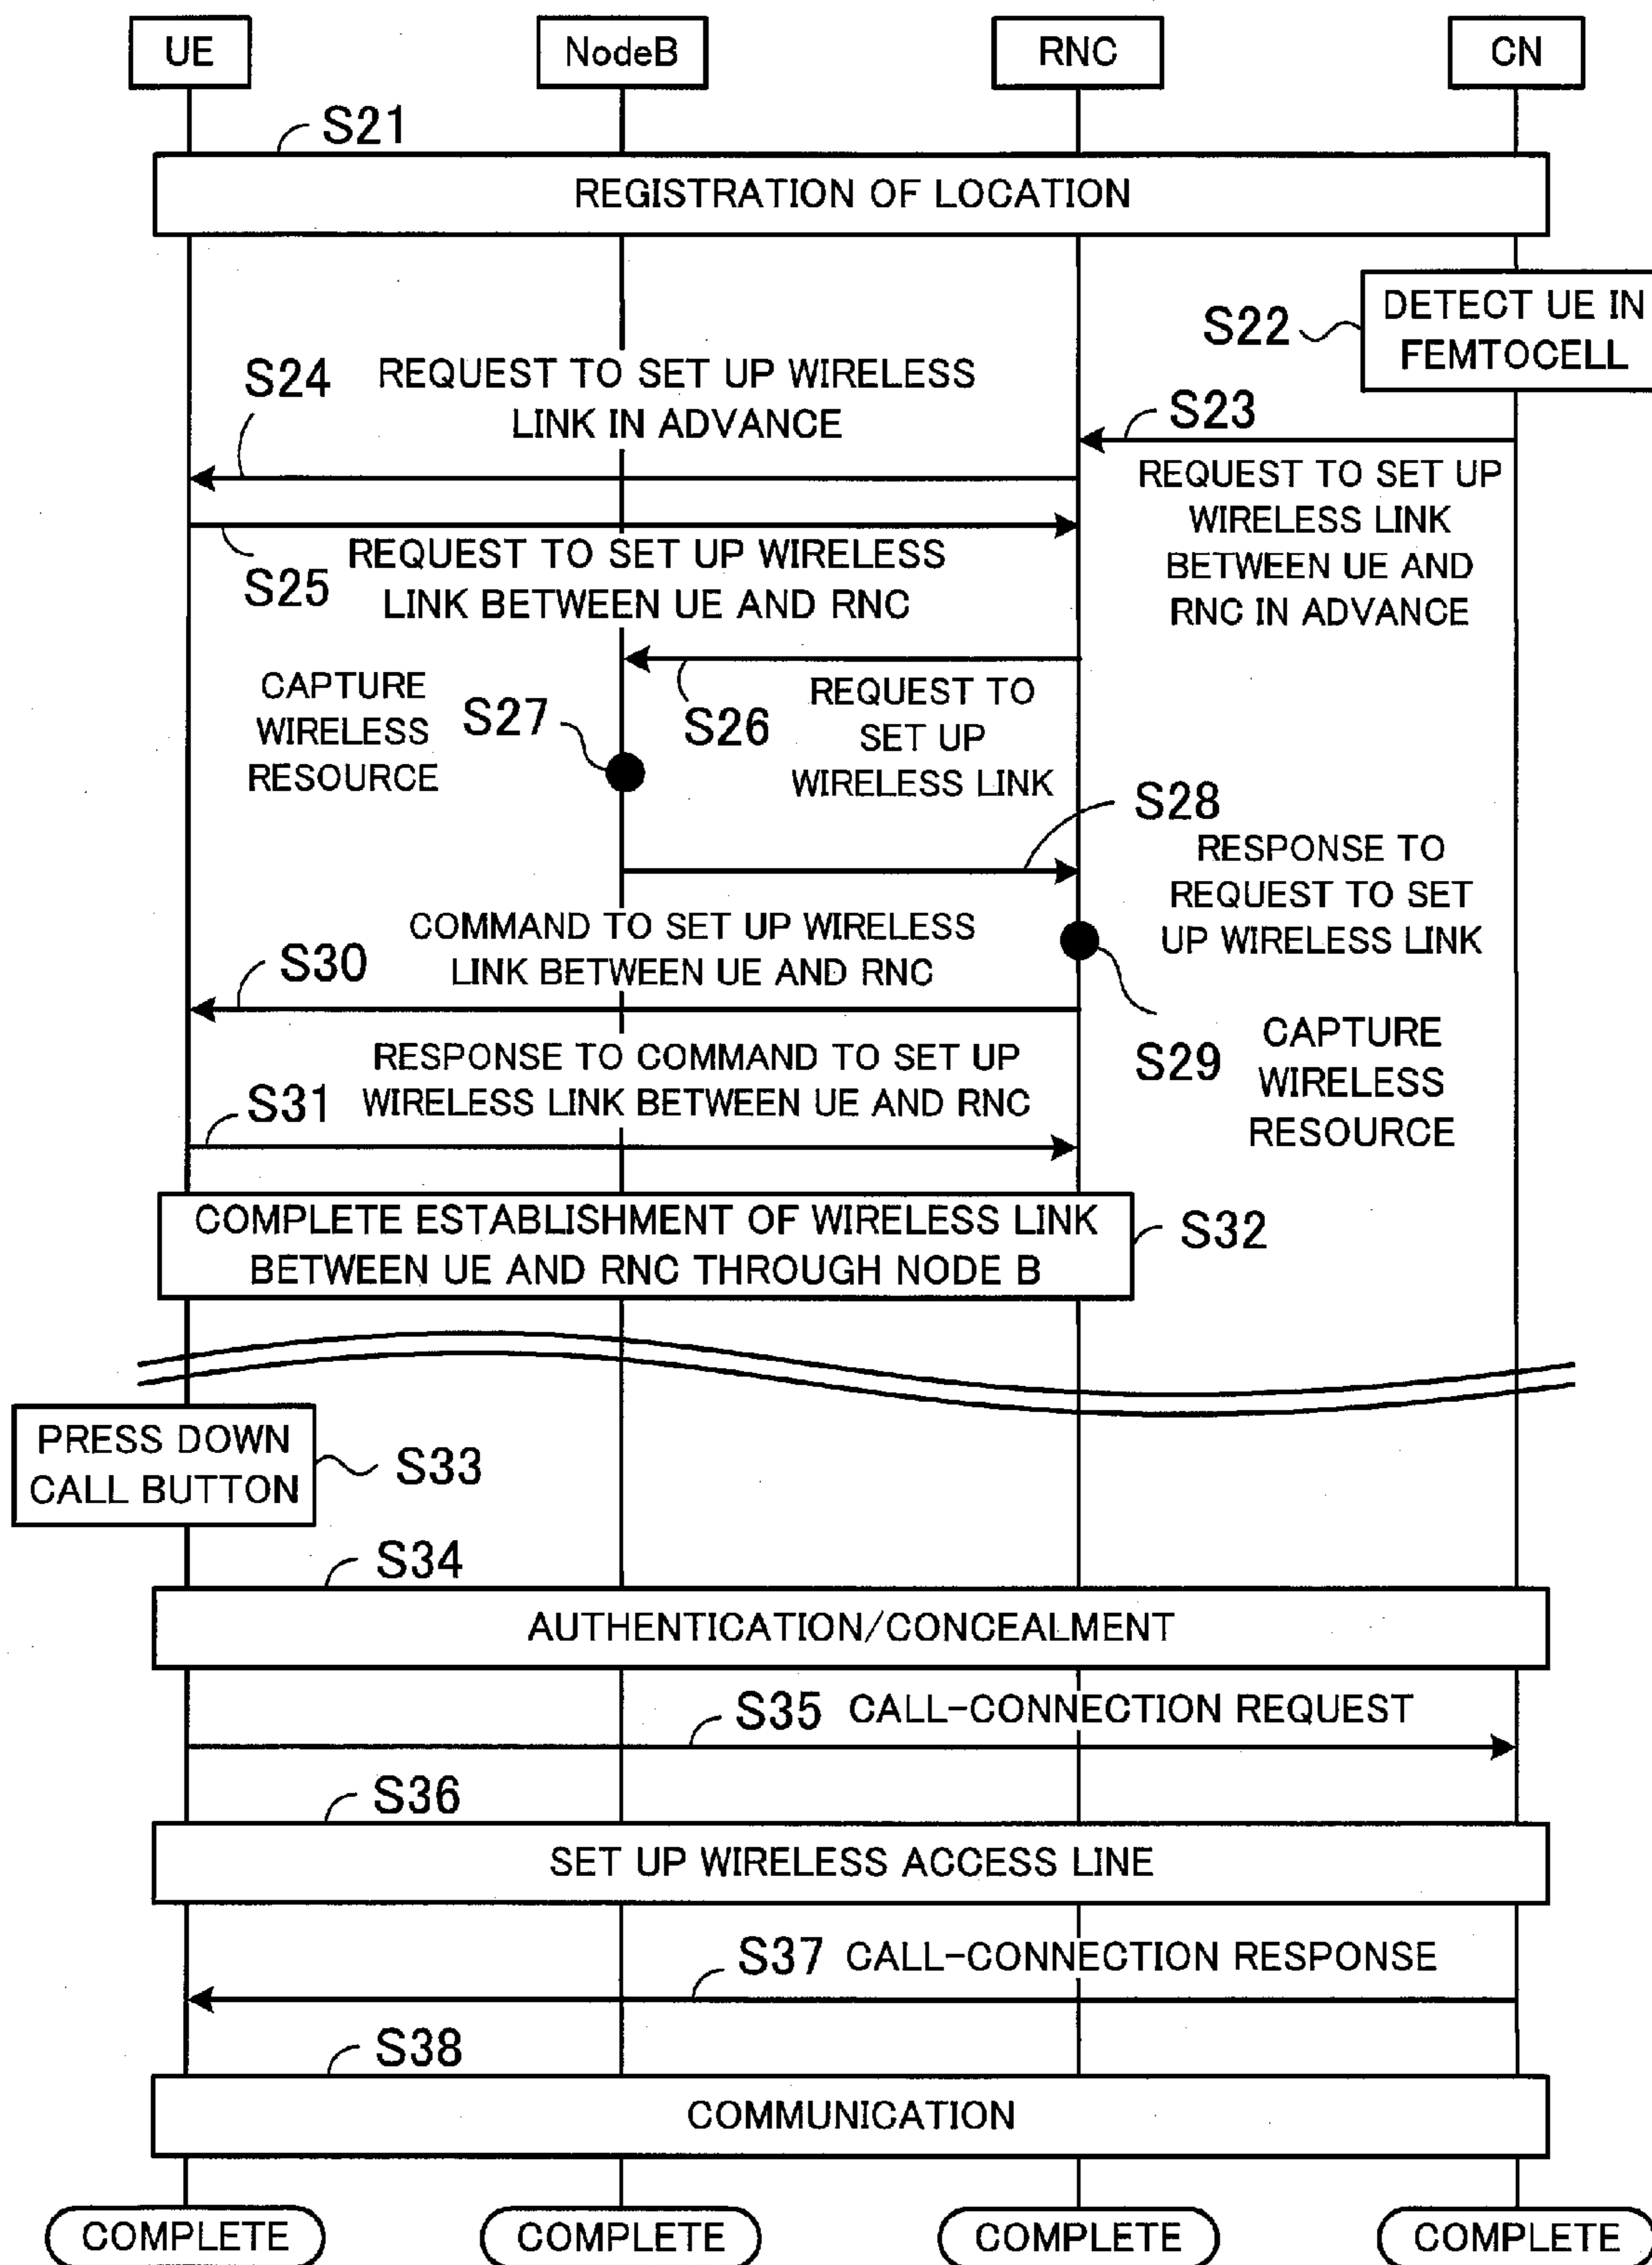 UE
NodeB
RNC
CN
S21
REGISTRATION OF LOCATION
S22
DETECT UE IN
FEMTOCELL
S23
REQUEST TO SET UP
WIRELESS LINK
BETWEEN UE AND
RNC IN ADVANCE
S24
REQUEST TO SET UP WIRELESS
LINK IN ADVANCE
S25
REQUEST TO SET UP WIRELESS
LINK BETWEEN UE AND RNC
S26
REQUEST TO
SET UP
WIRELESS LINK
CAPTURE
WIRELESS
RESOURCE
S27
S28
RESPONSE TO
REQUEST TO SET
UP WIRELESS LINK
S29
CAPTURE
WIRELESS
RESOURCE
S30
COMMAND TO SET UP WIRELESS
LINK BETWEEN UE AND RNC
S31
RESPONSE TO COMMAND TO SET UP
WIRELESS LINK BETWEEN UE AND RNC
COMPLETE ESTABLISHMENT OF WIRELESS LINK
BETWEEN UE AND RNC THROUGH NODE B
S32
PRESS DOWN
CALL BUTTON
S33
S34
AUTHENTICATION/CONCEALMENT
S35 CALL-CONNECTION REQUEST
S36
SET UP WIRELESS ACCESS LINE
S37 CALL-CONNECTION RESPONSE
S38
COMMUNICATION
COMPLETE
COMPLETE
COMPLETE
COMPLETE